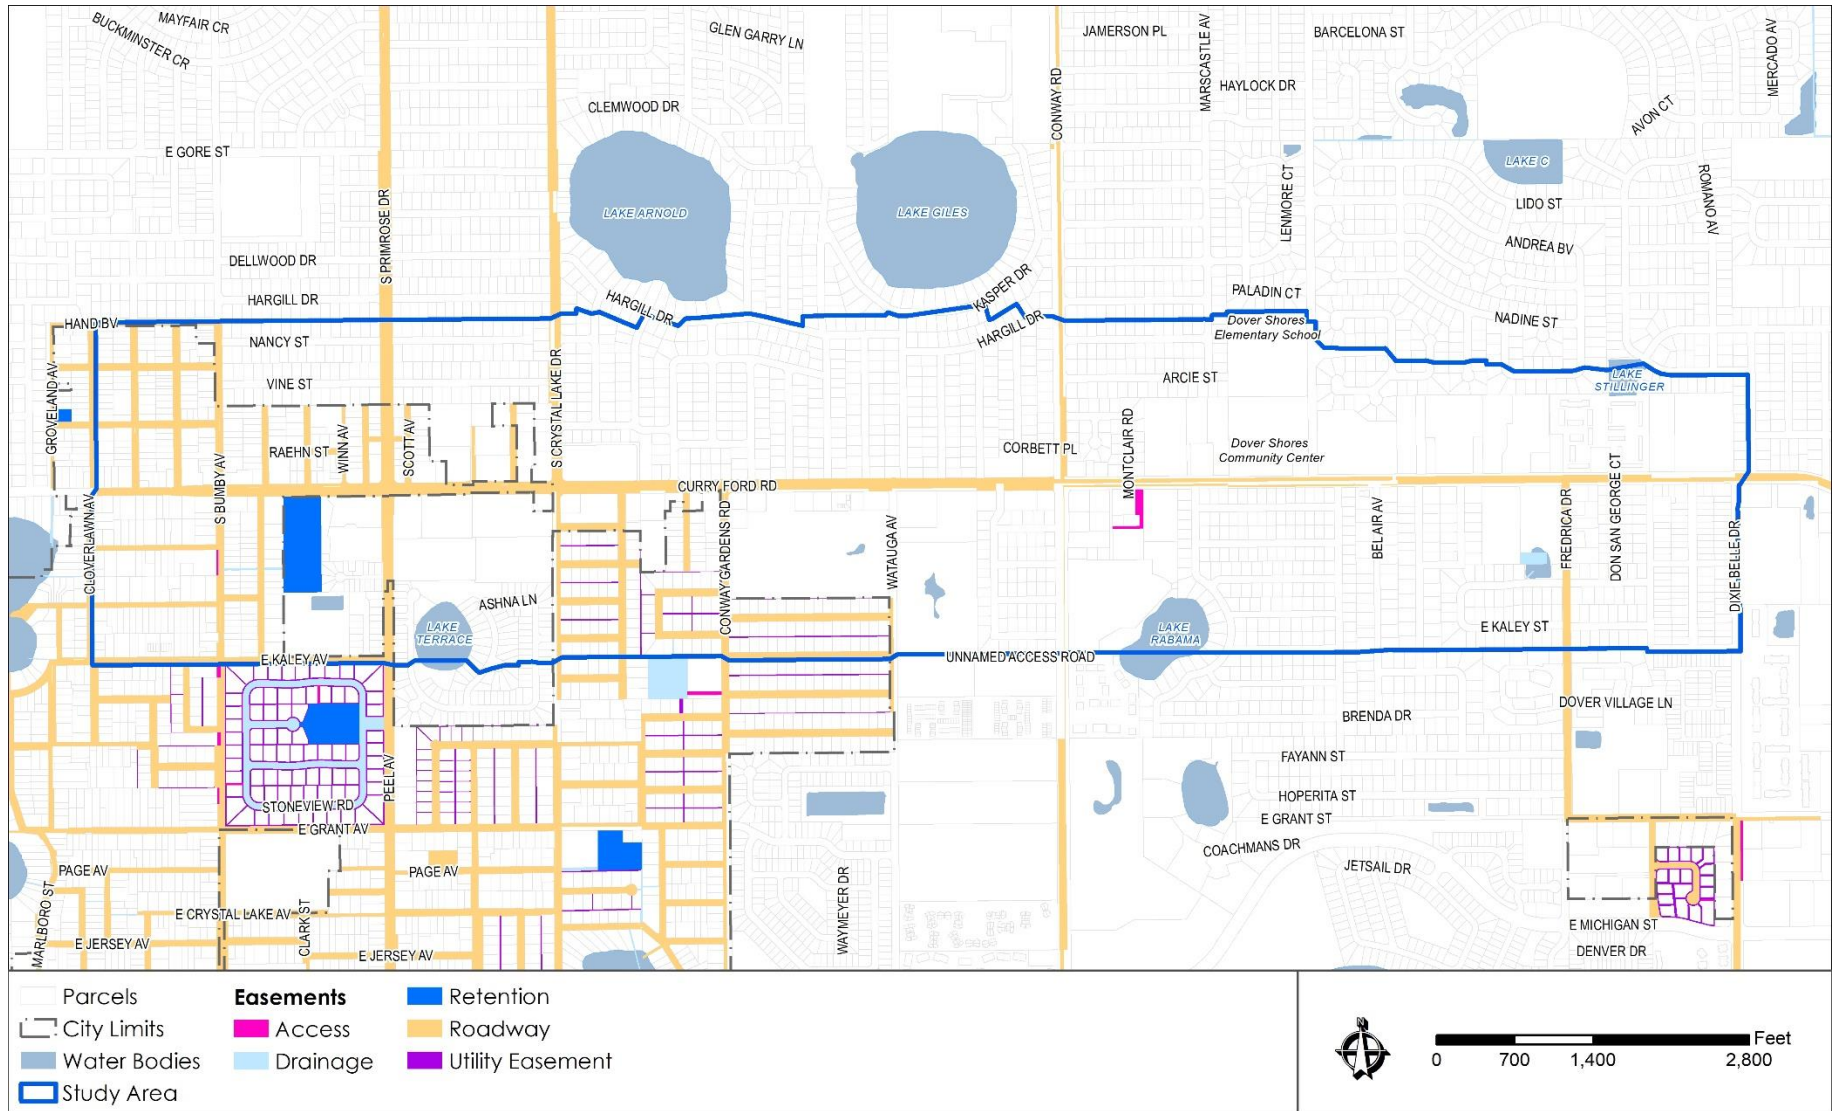 MAYFAIR CR
BUCKMINSTER CR
GLEN GARRY LN
JAMERSON PL
MARSCASTLE AV
BARCELONA ST
MERCADO AV
HAYLOCK DR
CLEMWOOD DR
CONWAY RD
AVON CT
E GORE ST
LAKE C
S PRIMROSE DR
LAKE ARNOLD
LAKE GILES
LENMORE CT
LIDO ST
ROMANO AV
ANDREA BV
DELLWOOD DR
HARGILL DR
HARGILL DR
KASPER DR
PALADIN CT
HAND BV
HARGILL DR
Dover Shores
Elementary School
NADINE ST
NANCY ST
VINE ST
GROVELAND AV
S CRYSTAL LAKE DR
ARCIE ST
LAKE
STILLINGER
RAEHN ST
WINN AV
SCOTT AV
S BUMBY AV
CORBETT PL
MONTCLAIR RD
Dover Shores
Community Center
CURRY FORD RD
CLOVERLAWN AV
CONWAY GARDENS RD
WATAUGA AV
BEL AIR AV
FREDRICA DR
DON SAN GEORGE CT
DIXIE BELLE DR
ASHNA LN
LAKE
TERRACE
LAKE
RABAMA
E KALEY ST
E KALEY AV
UNNAMED ACCESS ROAD
DOVER VILLAGE LN
BRENDA DR
FAYANN ST
PEEL AV
HOPERITA ST
STONEVIEW RD
E GRANT AV
E GRANT ST
COACHMANS DR
PAGE AV
PAGE AV
JETSAIL DR
MARLBORO ST
E CRYSTAL LAKE AV
CLARK ST
WAYMEYER DR
E MICHIGAN ST
E JERSEY AV
E JERSEY AV
DENVER DR
Parcels
City Limits
Water Bodies
Study Area
Easements
Access
Drainage
Retention
Roadway
Utility Easement
N
Feet
0 700 1,400 2,800